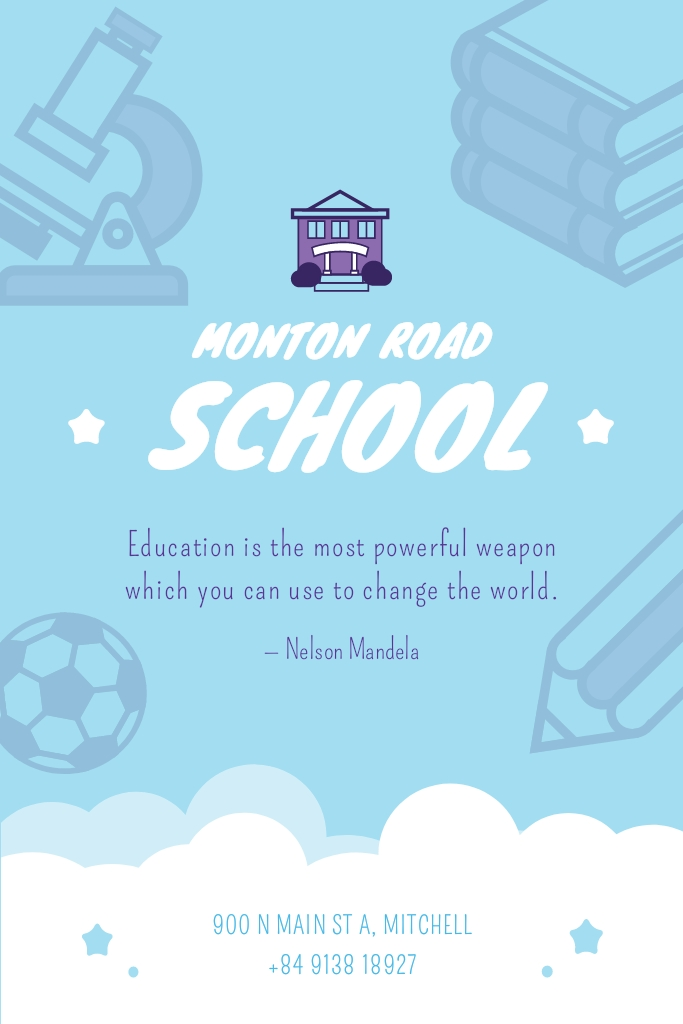 MONTON ROAD
SCHOOL
Education is the most powerful weapon
which you can use to change the world.
— Nelson Mandela
900 N MAIN ST A, MITCHELL
+84 9138 18927